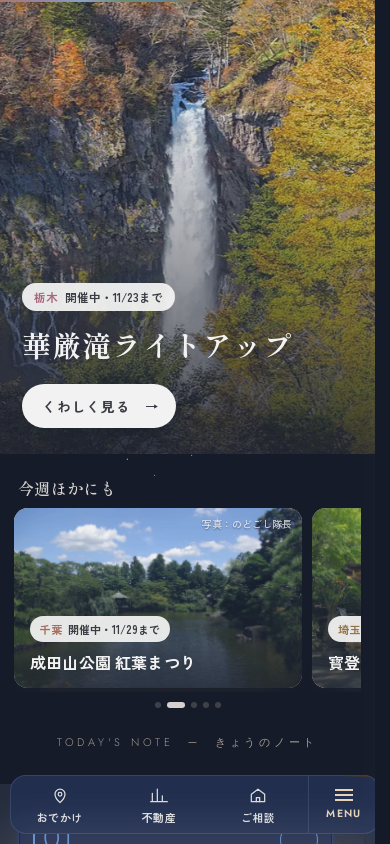 栃木 開催中・11/23まで
華厳滝ライトアップ
くわしく見る →
今週ほかにも
写真：のどごし隊長
千葉 開催中・11/29まで
埼玉
成田山公園 紅葉まつり
寳登
TODAY'S NOTE — きょうのノート
おでかけ
不動産
ご相談
MENU